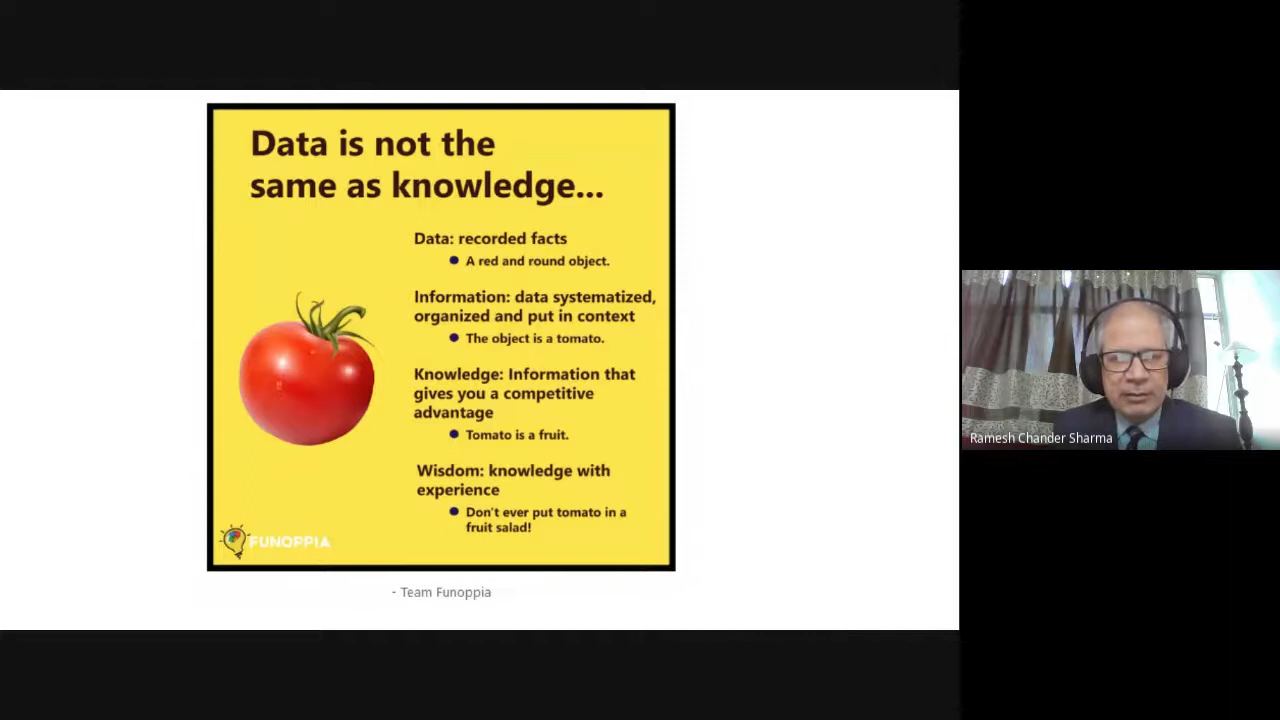 Data is not the
same as knowledge...
Data: recorded facts
● A red and round object.
Information: data systematized,
organized and put in context
● The object is a tomato.
Knowledge: Information that
gives you a competitive
advantage
● Tomato is a fruit.
Wisdom: knowledge with
experience
● Don't ever put tomato in a
fruit salad!
FUNOPPIA
- Team Funoppia
Ramesh Chander Sharma